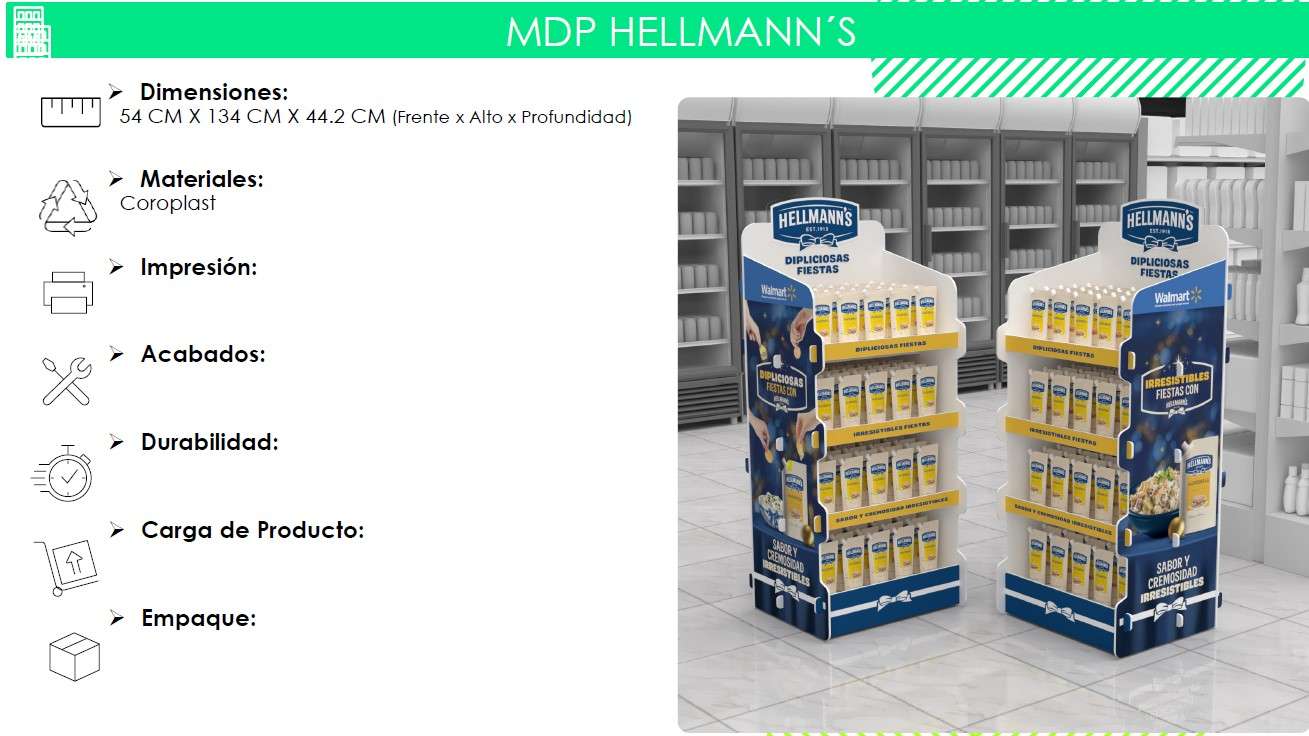 MDP HELLMANN´S
Dimensiones:
54 CM X 134 CM X 44.2 CM (Frente x Alto x Profundidad)
Materiales:
Coroplast
Impresión:
Acabados:
Durabilidad:
Carga de Producto:
Empaque:
HELLMANN'S
EST.1913
DIPLICIOSAS
FIESTAS
Walmart
DIPLICIOSAS
FIESTAS CON
HELLMANN'S
DIPLICIOSAS FIESTAS
IRRESISTIBLES FIESTAS
SABOR Y CREMOSIDAD IRRESISTIBLES
SABOR Y
CREMOSIDAD
IRRESISTIBLES
HELLMANN'S
EST.1913
DIPLICIOSAS
FIESTAS
Walmart
DIPLICIOSAS FIESTAS
IRRESISTIBLES FIESTAS
SABOR Y CREMOSIDAD IRRESISTIBLES
IRRESISTIBLES
FIESTAS CON
HELLMANN'S
HELLMANN'S
SABOR Y
CREMOSIDAD
IRRESISTIBLES